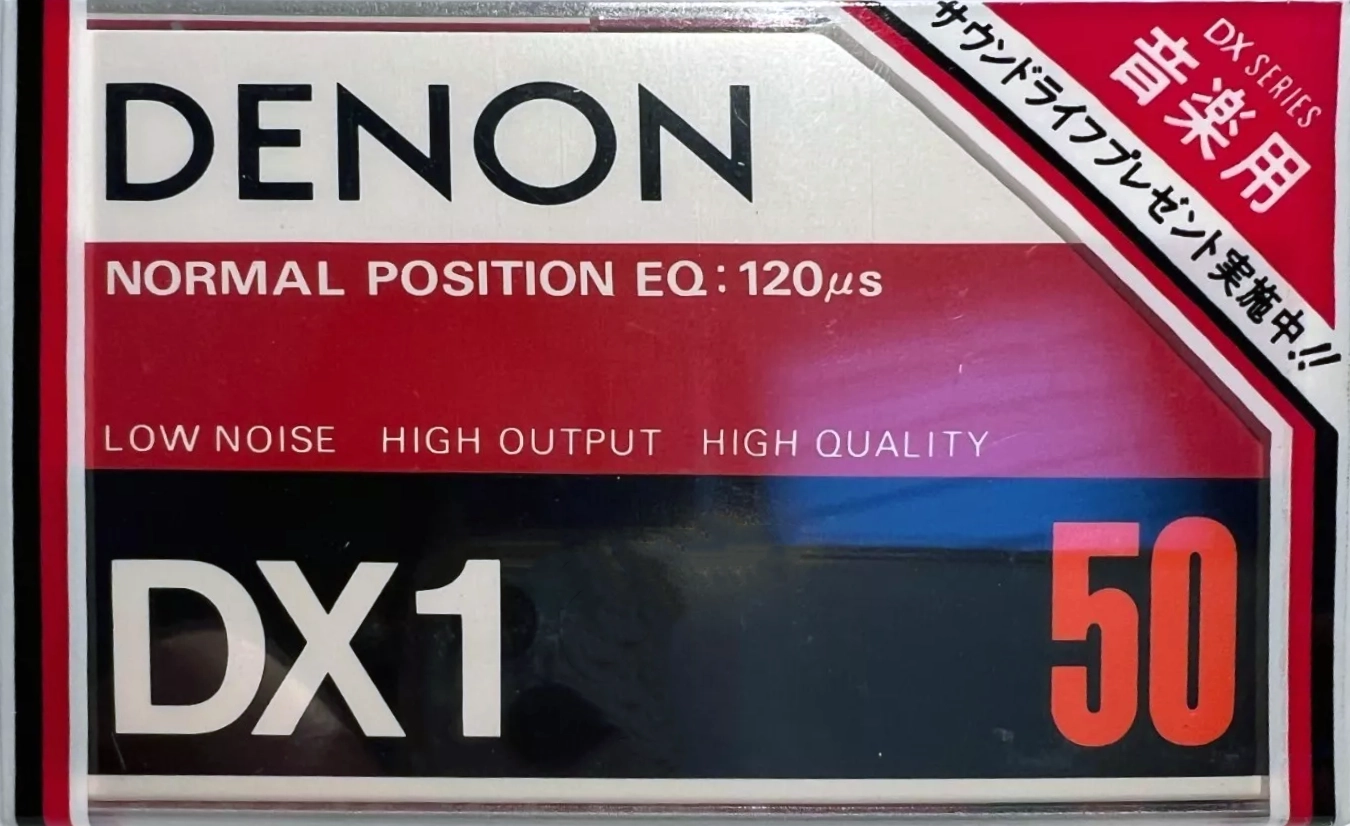 DENON
DX SERIES
音楽用
サウンドライフプレゼント実施中!!
NORMAL POSITION EQ:120μs
LOW NOISE HIGH OUTPUT HIGH QUALITY
DX1
50